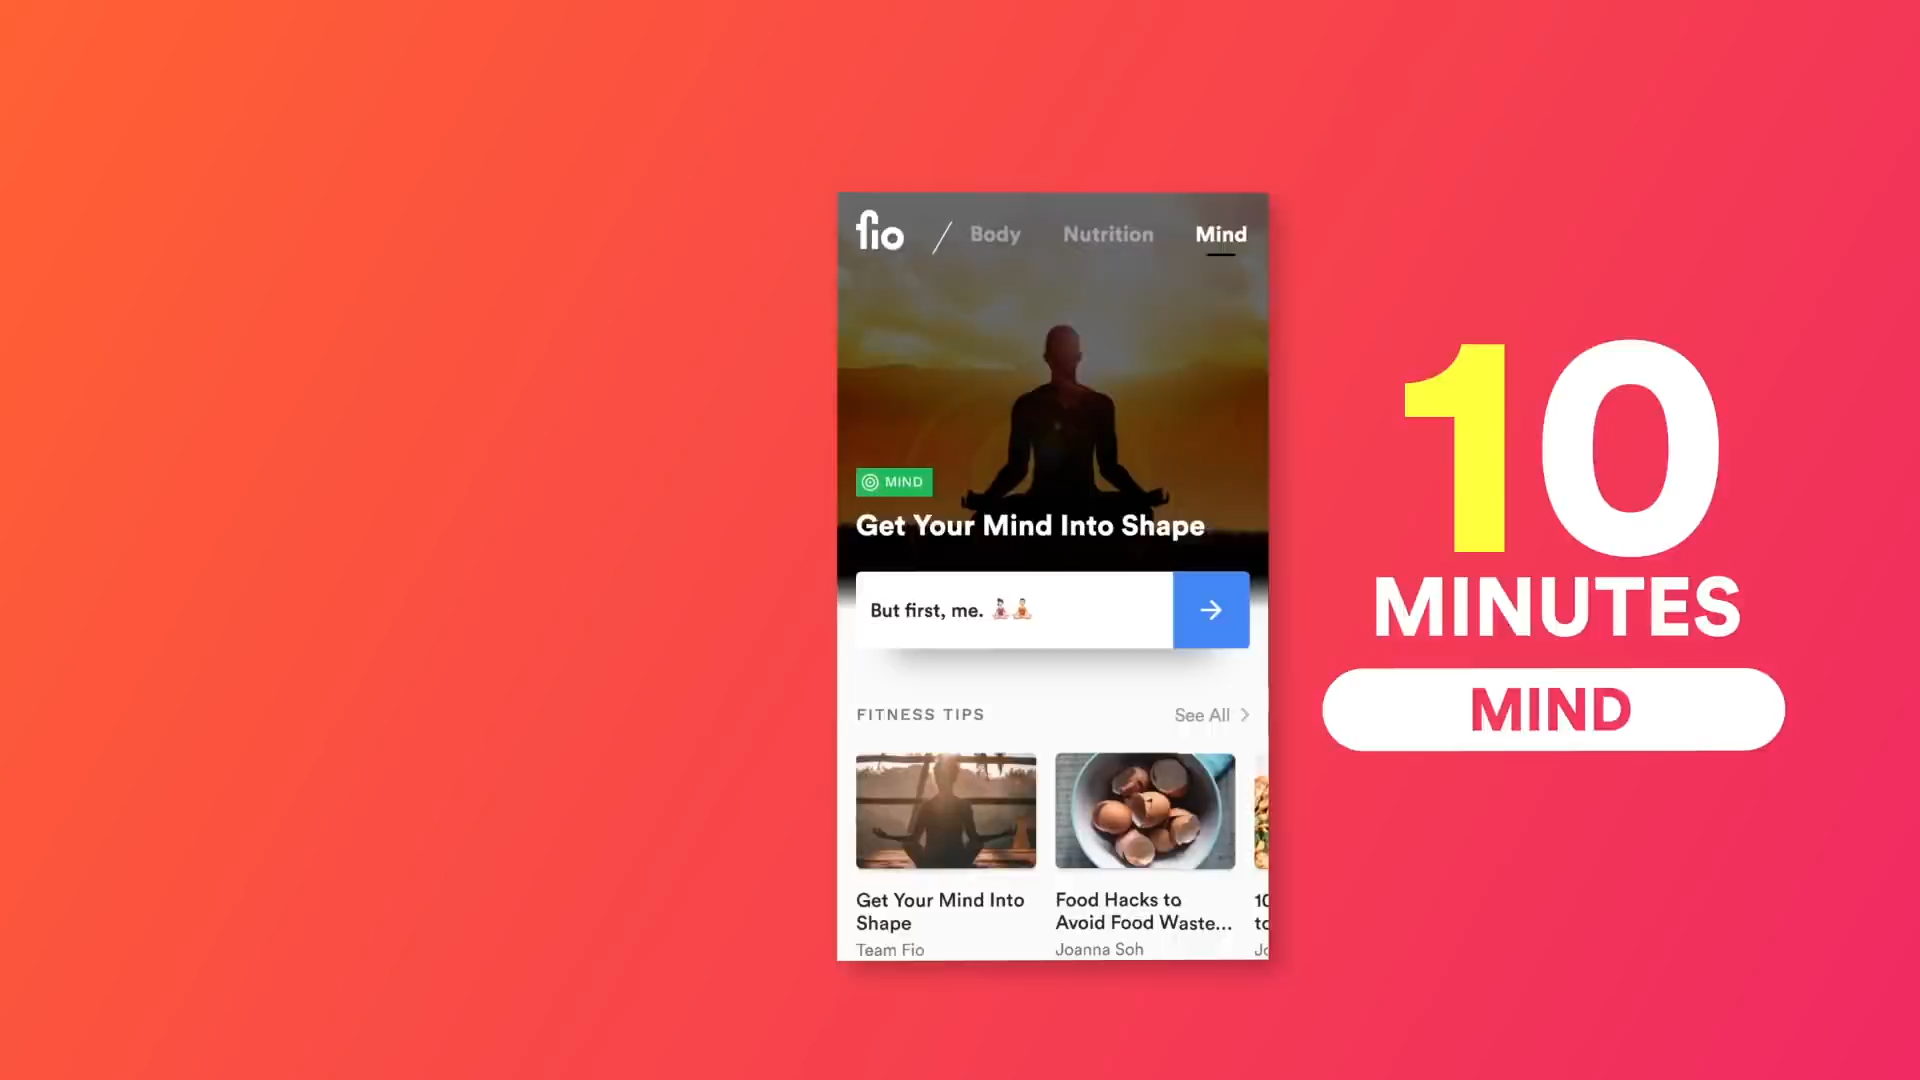 fio / Body Nutrition Mind
MIND
Get Your Mind Into Shape
But first, me.
FITNESS TIPS
See All
Get Your Mind Into
Shape
Team Fio
Food Hacks to
Avoid Food Waste...
Joanna Soh
10
MINUTES
MIND